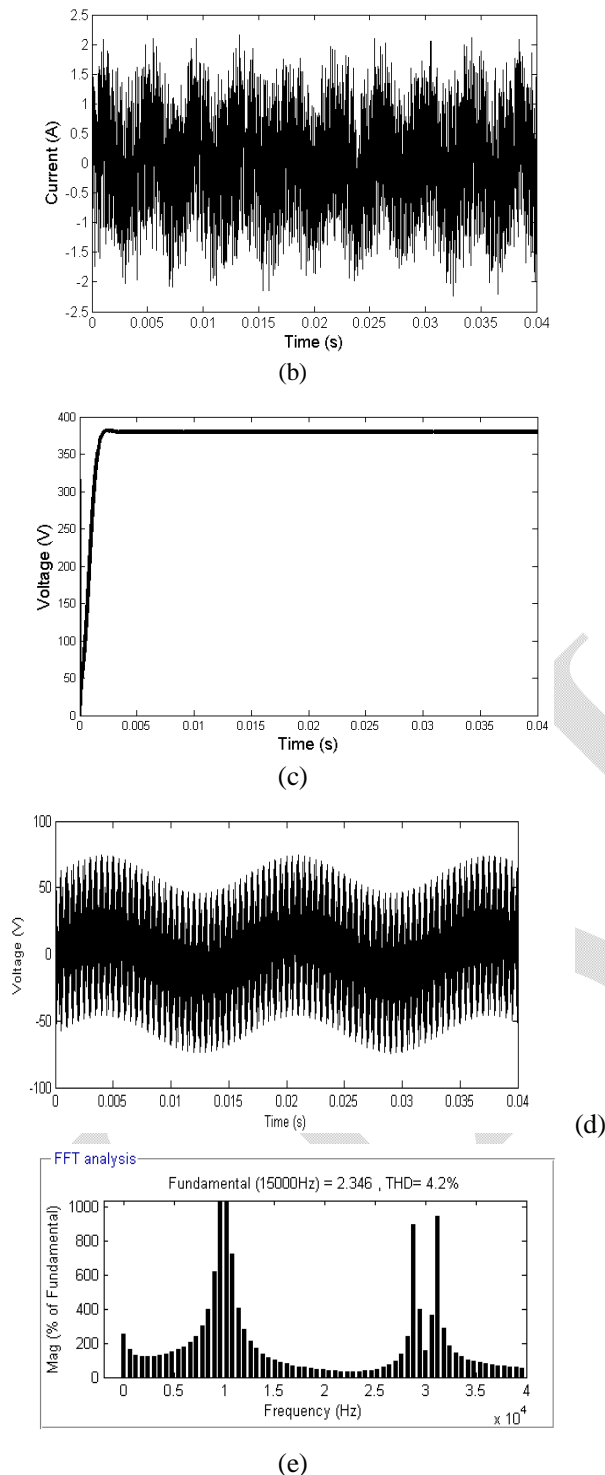 2.5
2
1.5
1
0.5
0
-0.5
-1
-1.5
-2
-2.5
Current (A)
0 0.005 0.01 0.015 0.02 0.025 0.03 0.035 0.04
Time (s)
(b)
400
350
300
250
200
150
100
50
0
Voltage (V)
0 0.005 0.01 0.015 0.02 0.025 0.03 0.035 0.04
Time (s)
(c)
100
50
0
-50
-100
Voltage (V)
0 0.005 0.01 0.015 0.02 0.025 0.03 0.035 0.04
Time (s)
(d)
FFT analysis
Fundamental (15000Hz) = 2.346 , THD= 4.2%
1000
800
600
400
200
0
Mag (% of Fundamental)
0 0.5 1 1.5 2 2.5 3 3.5 4
Frequency (Hz)
x 10^4
(e)